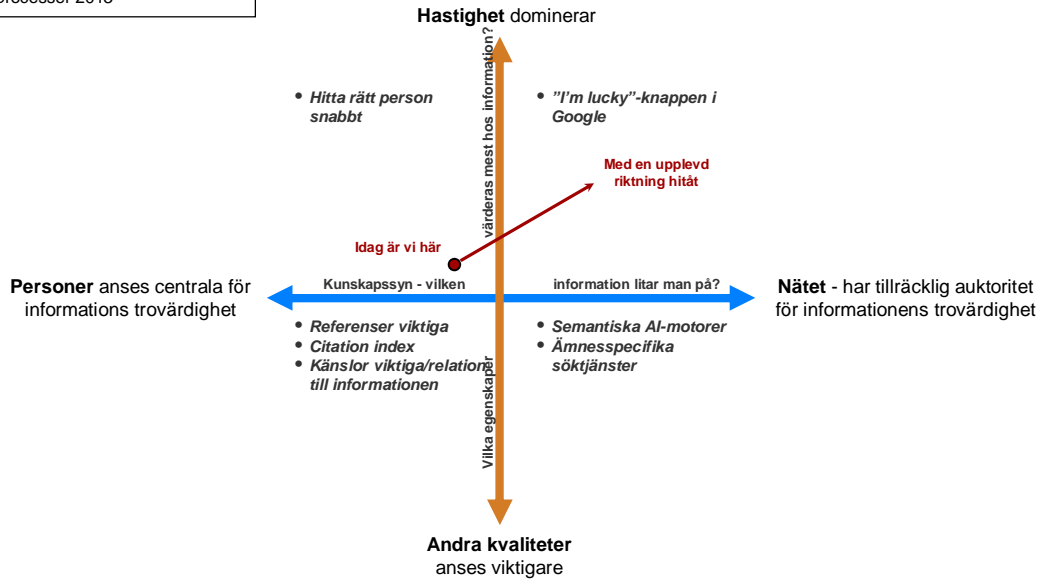 Hastighet dominerar
Vilka egenskaper värderas mest hos information?
• Hitta rätt person
snabbt
• ”I'm lucky”-knappen i
Google
Med en upplevd
riktning hitåt
Idag är vi här
Personer anses centrala för
informations trovärdighet
Kunskapssyn - vilken information litar man på?
Nätet - har tillräcklig auktoritet
för informationens trovärdighet
• Referenser viktiga
• Citation index
• Känslor viktiga/relation
till informationen
• Semantiska AI-motorer
• Ämnesspecifika
söktjänster
Andra kvaliteter
anses viktigare